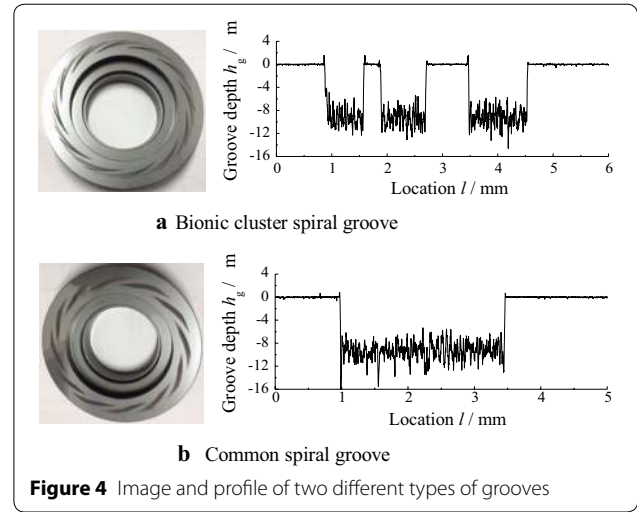 4
0
-4
-8
-12
-16
Groove depth hg / m
0 1 2 3 4 5 6
Location l / mm
a Bionic cluster spiral groove
4
0
-4
-8
-12
-16
Groove depth hg / m
0 1 2 3 4 5
Location l / mm
b Common spiral groove
Figure 4 Image and profile of two different types of grooves